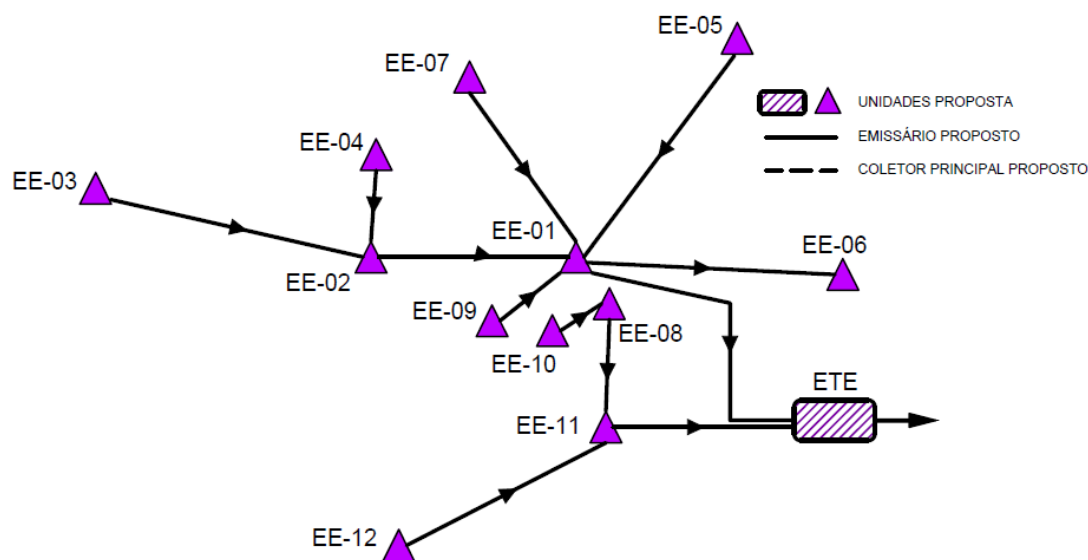 EE-05
EE-07
UNIDADES PROPOSTA
EMISSÁRIO PROPOSTO
COLETOR PRINCIPAL PROPOSTO
EE-04
EE-03
EE-01
EE-06
EE-02
EE-09
EE-08
EE-10
ETE
EE-11
EE-12